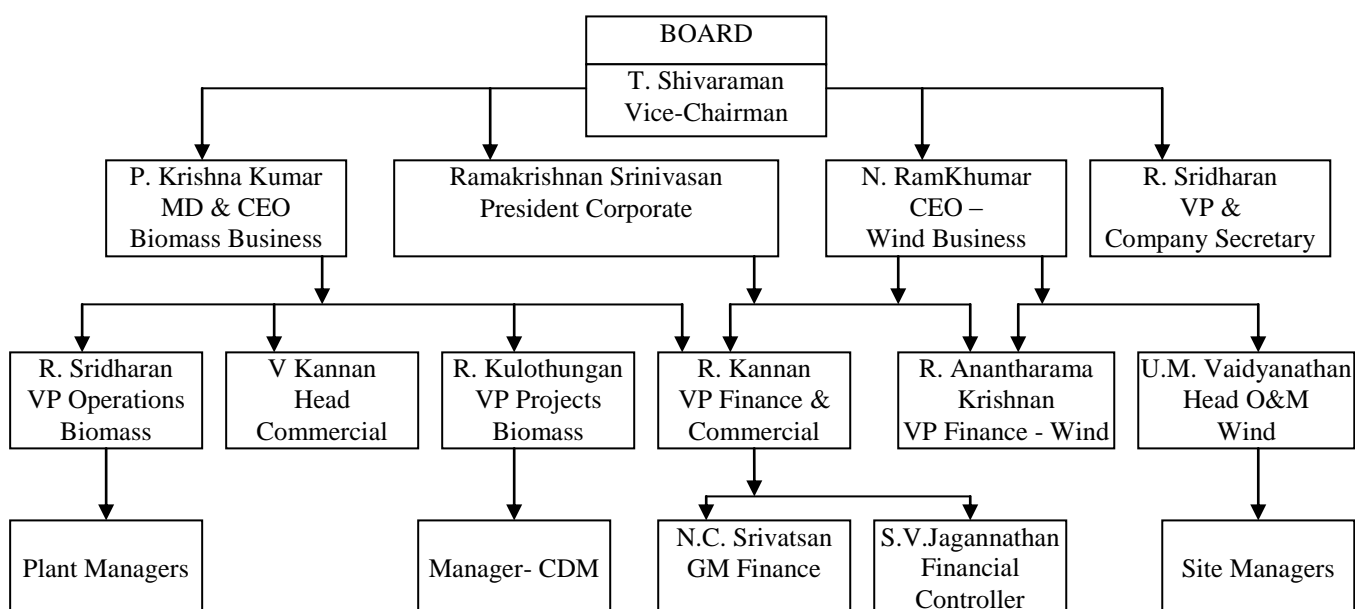 BOARD
T. Shivaraman
Vice-Chairman
P. Krishna Kumar
MD & CEO
Biomass Business
Ramakrishnan Srinivasan
President Corporate
N. RamKhumar
CEO –
Wind Business
R. Sridharan
VP &
Company Secretary
R. Sridharan
VP Operations
Biomass
V Kannan
Head
Commercial
R. Kulothungan
VP Projects
Biomass
R. Kannan
VP Finance &
Commercial
R. Anantharama
Krishnan
VP Finance - Wind
U.M. Vaidyanathan
Head O&M
Wind
Plant Managers
Manager- CDM
N.C. Srivatsan
GM Finance
S.V.Jagannathan
Financial
Controller
Site Managers